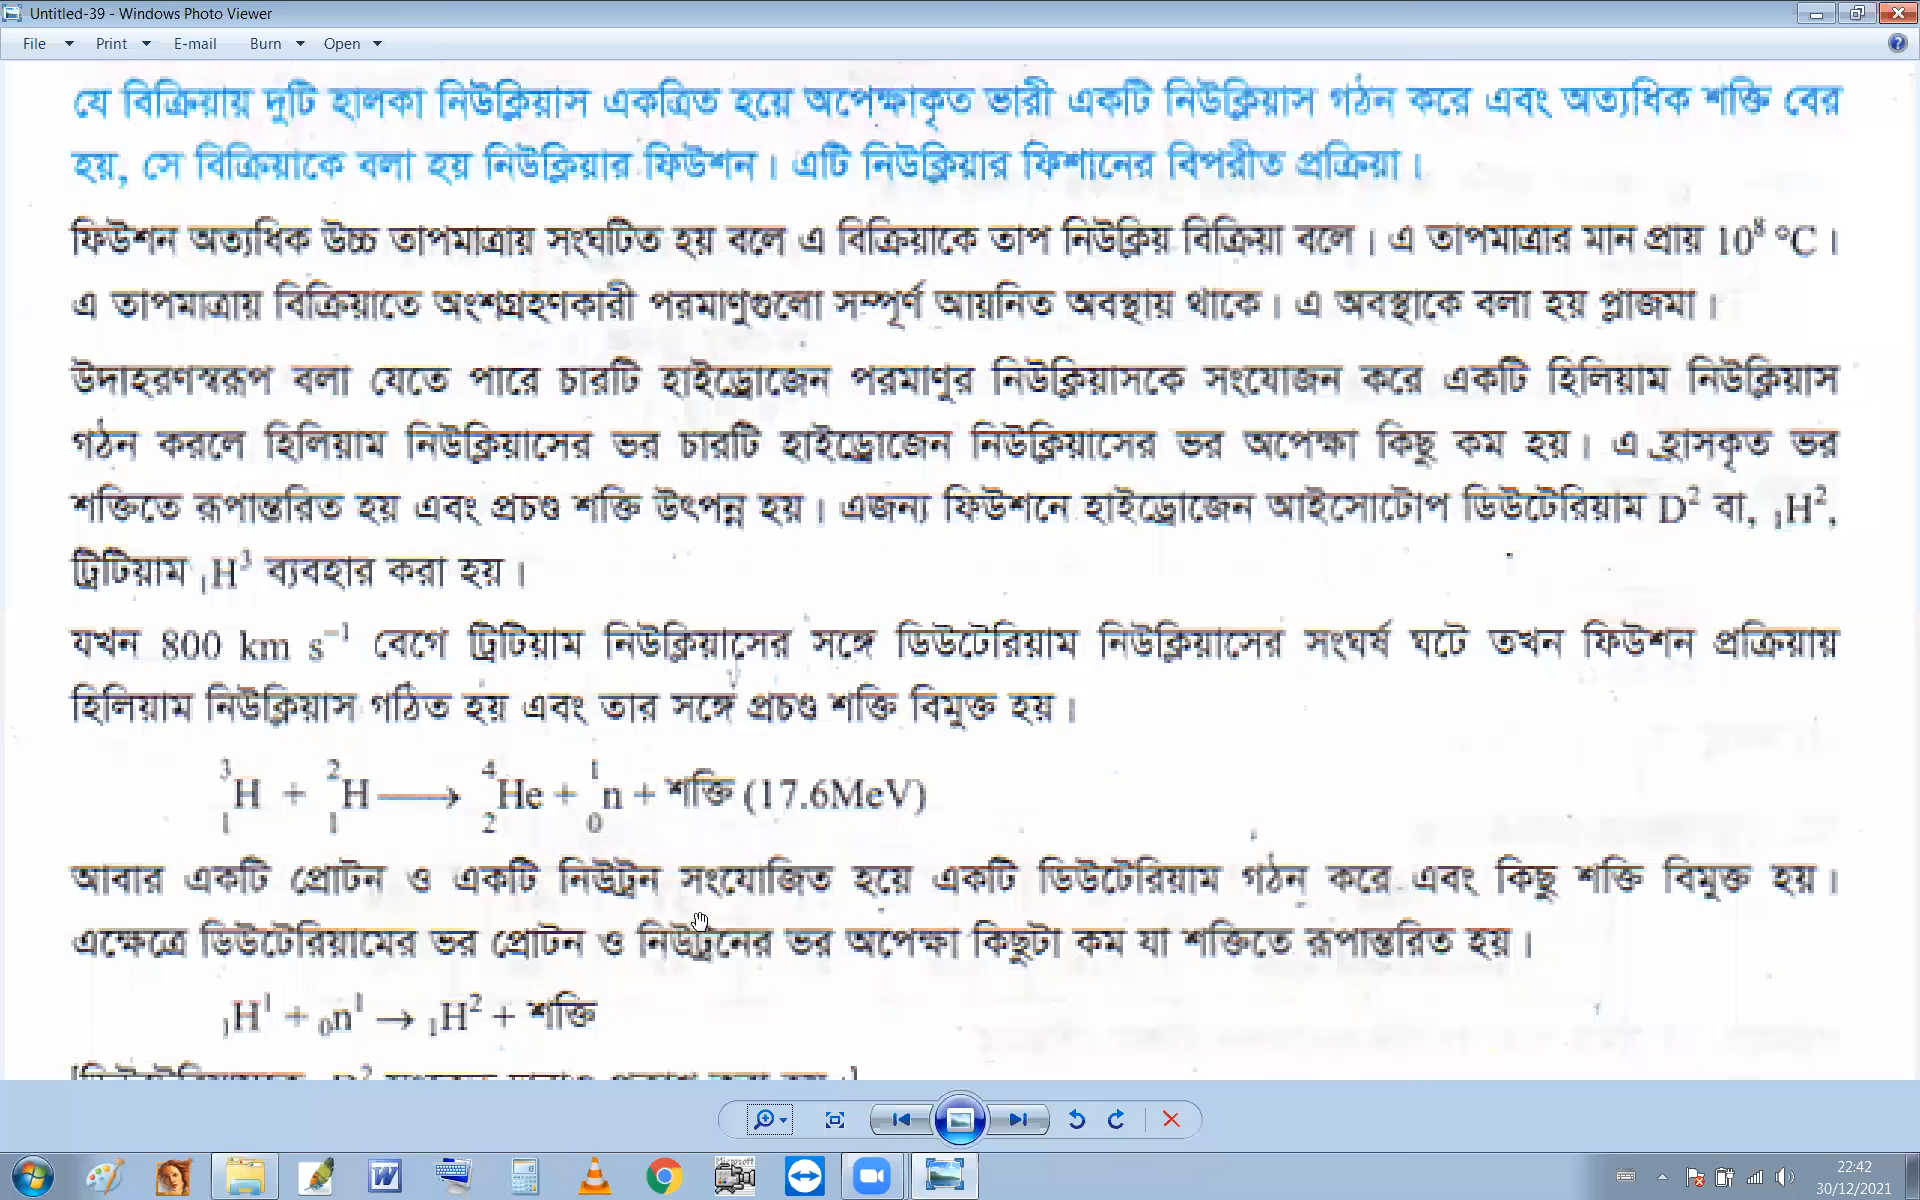 Untitled-39 - Windows Photo Viewer
File Print E-mail Burn Open
যে বিক্রিয়ায় দুটি হালকা নিউক্লিয়াস একত্রিত হয়ে অপেক্ষাকৃত ভারী একটি নিউক্লিয়াস গঠন করে এবং অত্যধিক শক্তি বের
হয়, সে বিক্রিয়াকে বলা হয় নিউক্লিয়ার ফিউশন। এটি নিউক্লিয়ার ফিশানের বিপরীত প্রক্রিয়া।
ফিউশন অত্যধিক উচ্চ তাপমাত্রায় সংঘটিত হয় বলে এ বিক্রিয়াকে তাপ নিউক্লিয় বিক্রিয়া বলে। এ তাপমাত্রার মান প্রায় 10⁸ °C।
এ তাপমাত্রায় বিক্রিয়াতে অংশগ্রহণকারী পরমাণুগুলো সম্পূর্ণ আয়নিত অবস্থায় থাকে। এ অবস্থাকে বলা হয় প্লাজমা।
উদাহরণস্বরূপ বলা যেতে পারে চারটি হাইড্রোজেন পরমাণুর নিউক্লিয়াসকে সংযোজন করে একটি হিলিয়াম নিউক্লিয়াস
গঠন করলে হিলিয়াম নিউক্লিয়াসের ভর চারটি হাইড্রোজেন নিউক্লিয়াসের ভর অপেক্ষা কিছু কম হয়। এ হ্রাসকৃত ভর
শক্তিতে রূপান্তরিত হয় এবং প্রচণ্ড শক্তি উৎপন্ন হয়। এজন্য ফিউশনে হাইড্রোজেন আইসোটোপ ডিউটেরিয়াম D² বা, ₁H²,
ট্রিটিয়াম ₁H³ ব্যবহার করা হয়।
যখন 800 km s⁻¹ বেগে ট্রিটিয়াম নিউক্লিয়াসের সঙ্গে ডিউটেরিয়াম নিউক্লিয়াসের সংঘর্ষ ঘটে তখন ফিউশন প্রক্রিয়ায়
হিলিয়াম নিউক্লিয়াস গঠিত হয় এবং তার সঙ্গে প্রচণ্ড শক্তি বিমুক্ত হয়।
³₁H + ²₁H ⟶ ⁴₂He + ¹₀n + শক্তি (17.6MeV)
আবার একটি প্রোটন ও একটি নিউট্রন সংযোজিত হয়ে একটি ডিউটেরিয়াম গঠন করে এবং কিছু শক্তি বিমুক্ত হয়।
এক্ষেত্রে ডিউটেরিয়ামের ভর প্রোটন ও নিউট্রনের ভর অপেক্ষা কিছুটা কম যা শক্তিতে রূপান্তরিত হয়।
₁H¹ + ₀n¹ → ₁H² + শক্তি
22:42
30/12/2021